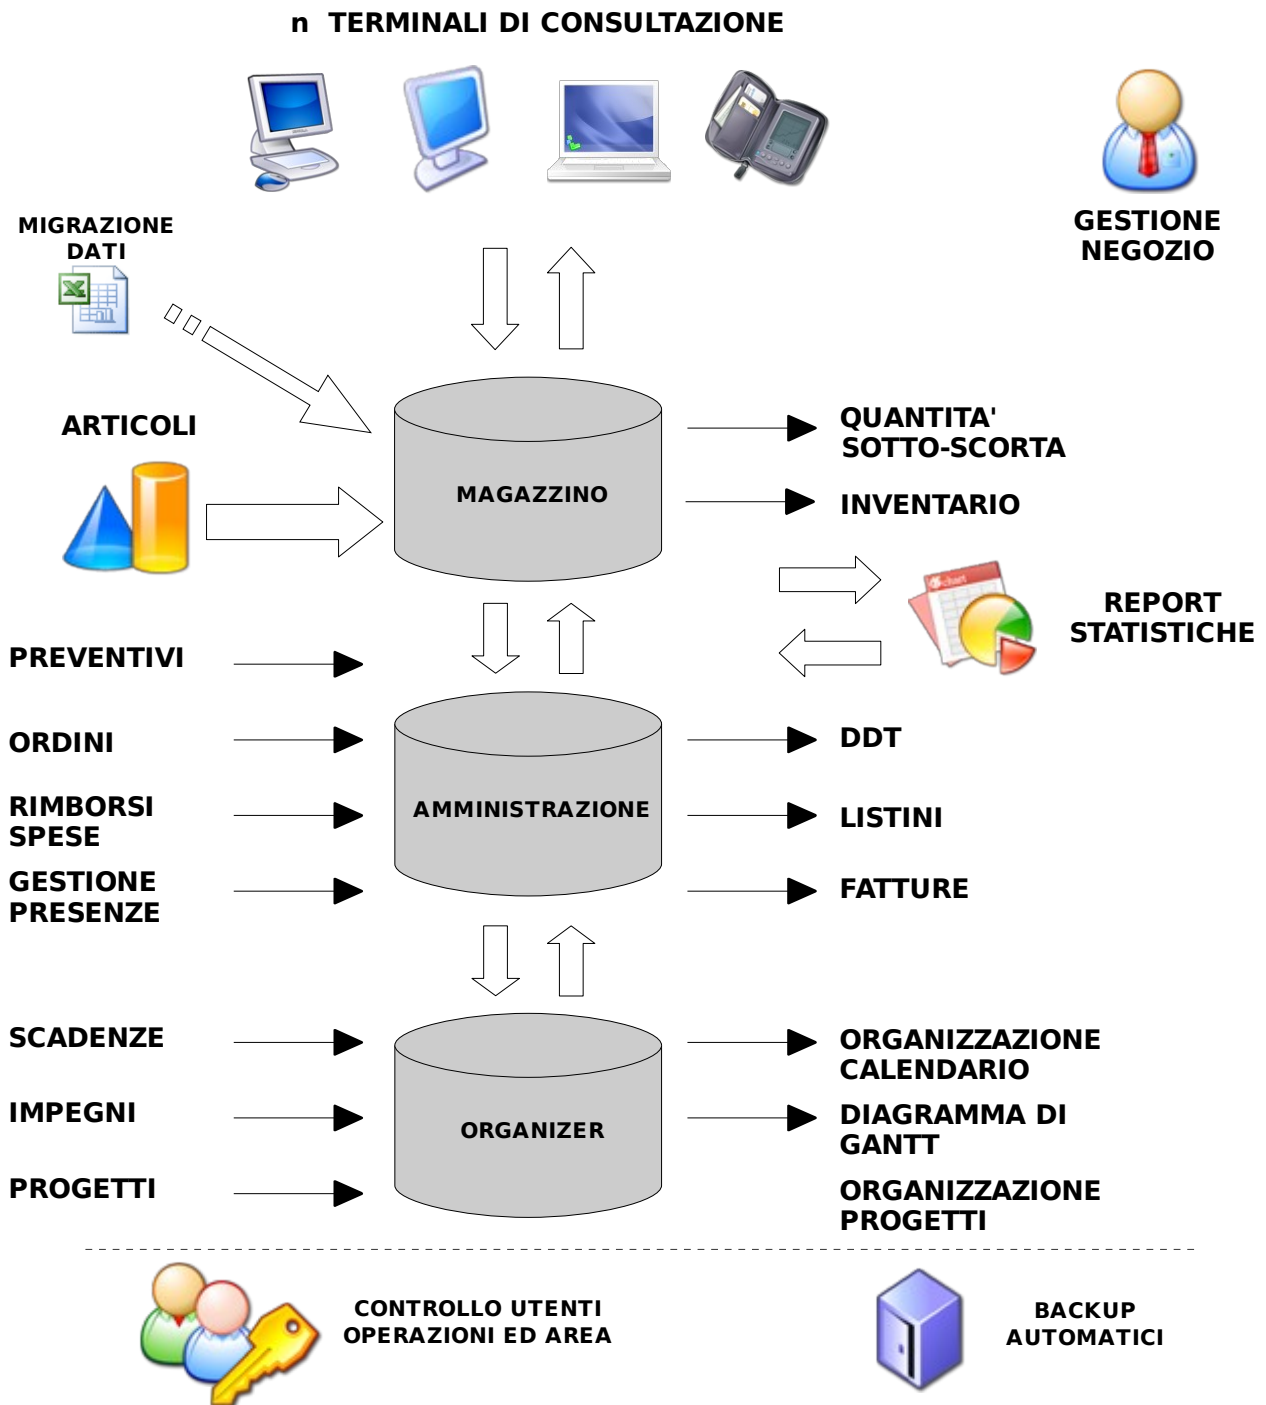 n  TERMINALI DI CONSULTAZIONE
GESTIONE
NEGOZIO
MIGRAZIONE
DATI
ARTICOLI
MAGAZZINO
QUANTITA'
SOTTO-SCORTA
INVENTARIO
chart
REPORT
STATISTICHE
PREVENTIVI
ORDINI
RIMBORSI
SPESE
GESTIONE
PRESENZE
AMMINISTRAZIONE
DDT
LISTINI
FATTURE
SCADENZE
IMPEGNI
PROGETTI
ORGANIZER
ORGANIZZAZIONE
CALENDARIO
DIAGRAMMA DI
GANTT
ORGANIZZAZIONE
PROGETTI
CONTROLLO UTENTI
OPERAZIONI ED AREA
BACKUP
AUTOMATICI